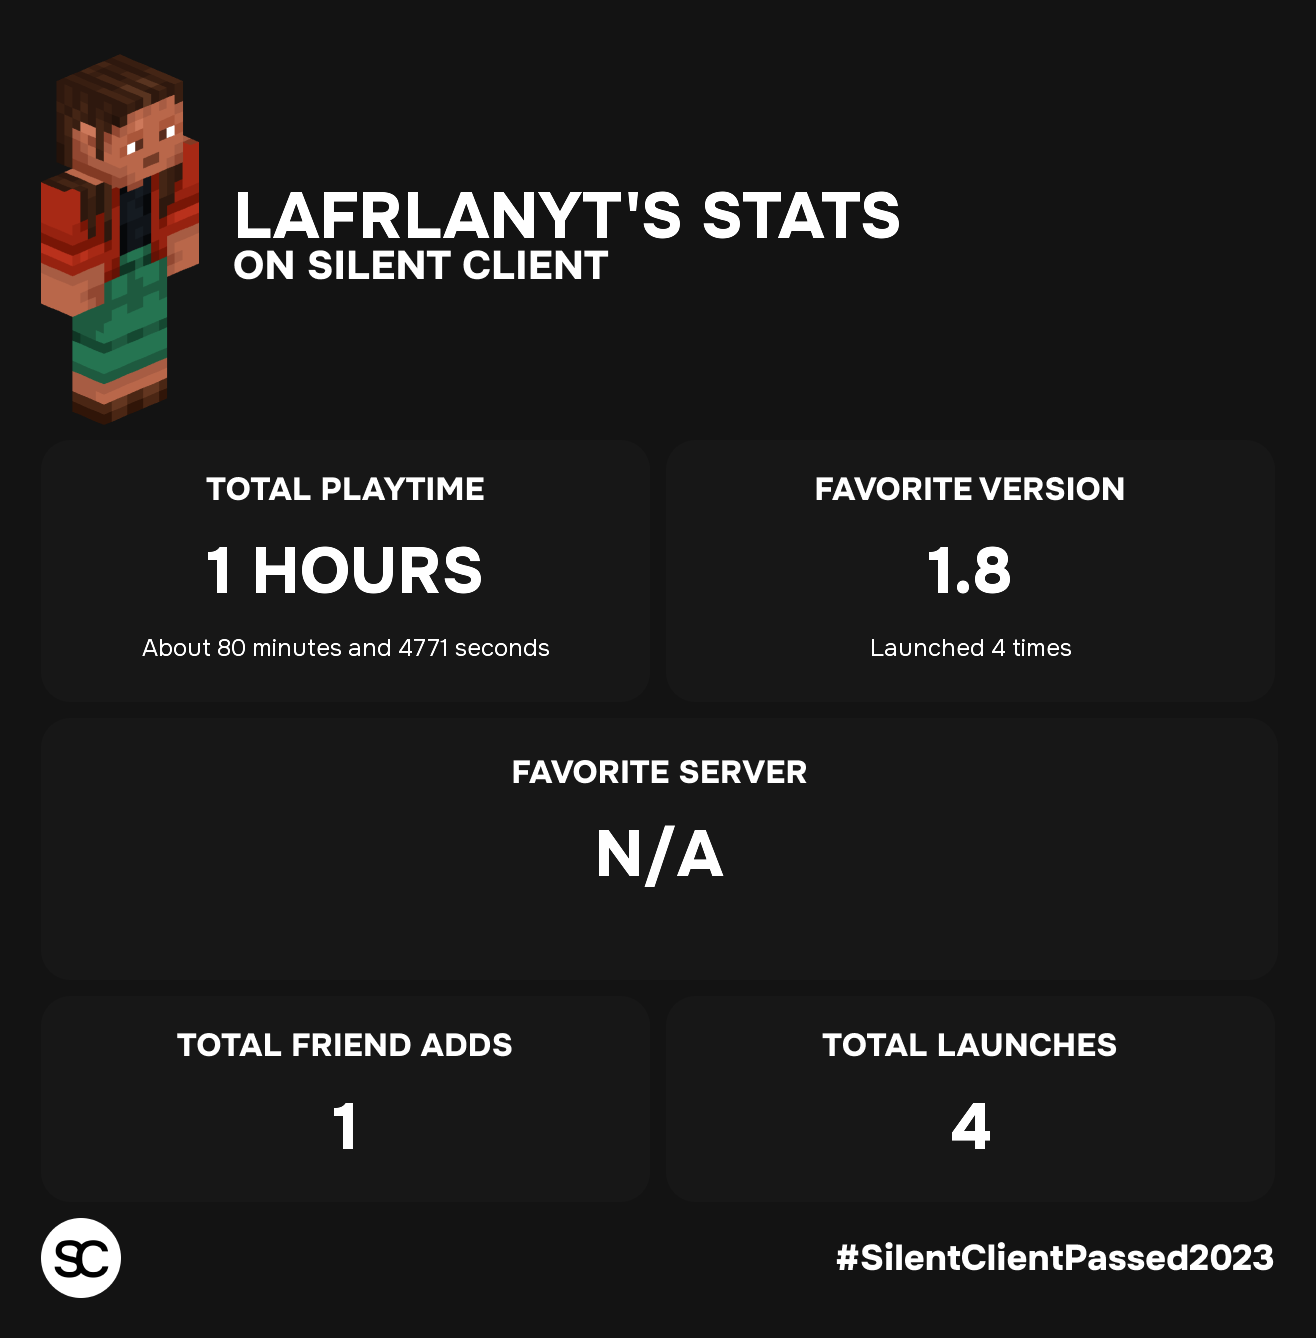 LAFRLANYT'S STATS
ON SILENT CLIENT
TOTAL PLAYTIME
1 HOURS
About 80 minutes and 4771 seconds
FAVORITE VERSION
1.8
Launched 4 times
FAVORITE SERVER
N/A
TOTAL FRIEND ADDS
1
TOTAL LAUNCHES
4
SC
#SilentClientPassed2023